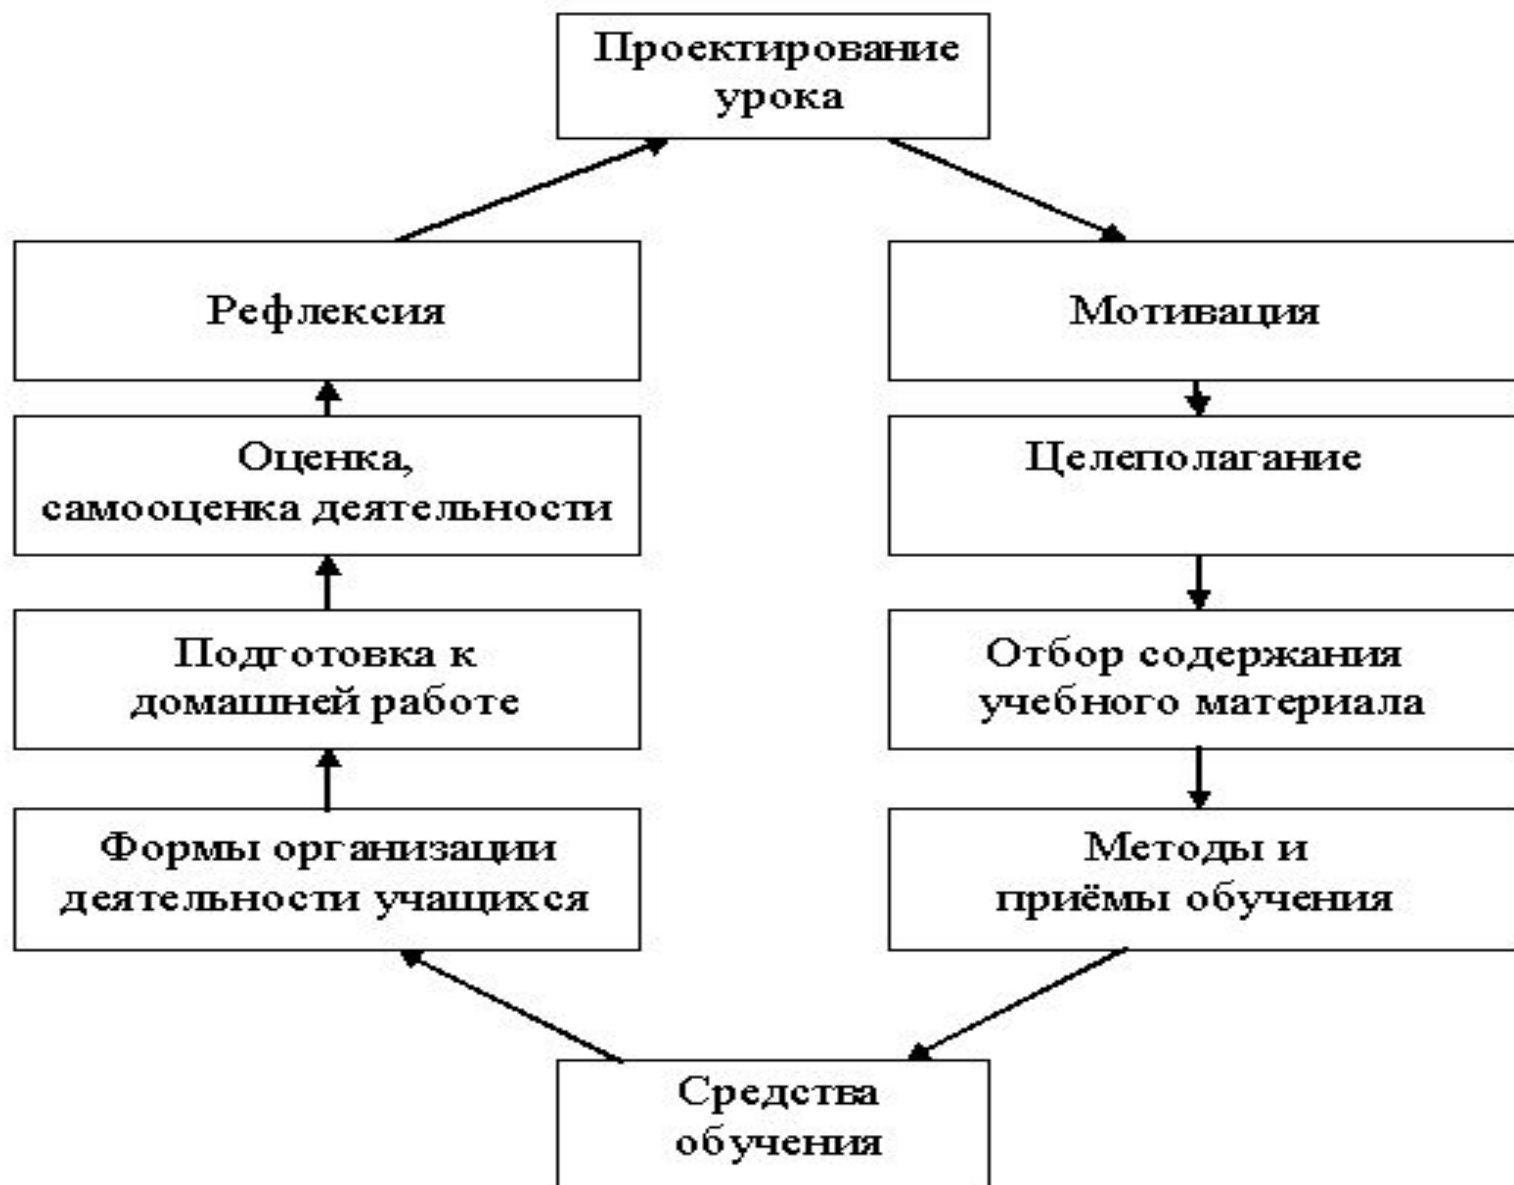 Проектирование
урока
Рефлексия
Мотивация
Оценка,
самооценка деятельности
Целеполагание
Подготовка к
домашней работе
Отбор содержания
учебного материала
Формы организации
деятельности учащихся
Методы и
приёмы обучения
Средства
обучения